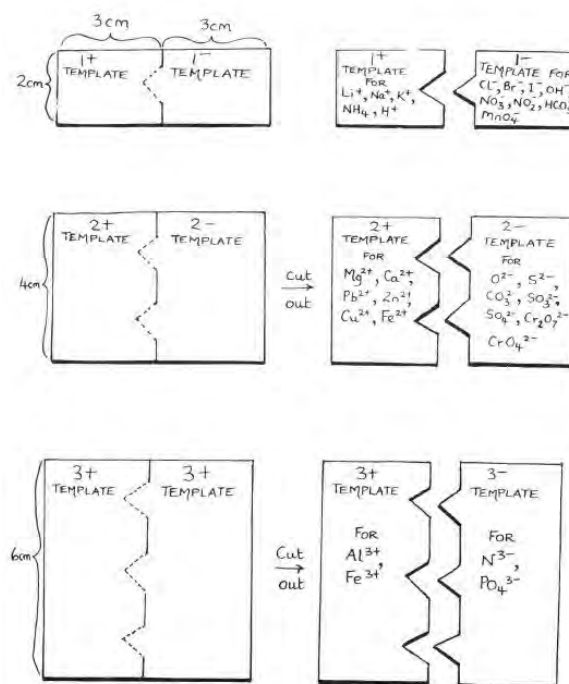 3cm 3cm
1+ 1-
TEMPLATE TEMPLATE
2cm
1+
TEMPLATE
FOR
Li⁺, Na⁺, K⁺,
NH₄, H⁺
1-
TEMPLATE FOR
Cl⁻, Br⁻, I⁻, OH⁻
NO₃, NO₂, HCO₃
MnO₄⁻
2+ 2-
TEMPLATE TEMPLATE
4cm
Cut
out
2+
TEMPLATE
FOR
Mg²⁺, Ca²⁺,
Pb²⁺, Zn²⁺,
Cu²⁺, Fe²⁺
2-
TEMPLATE
FOR
O²⁻, S²⁻,
CO₃²⁻, SO₃²⁻,
SO₄²⁻, Cr₂O₇²⁻
CrO₄²⁻
3+ 3+
TEMPLATE TEMPLATE
6cm
Cut
out
3+
TEMPLATE
FOR
Al³⁺,
Fe³⁺
3-
TEMPLATE
FOR
N³⁻,
PO₄³⁻